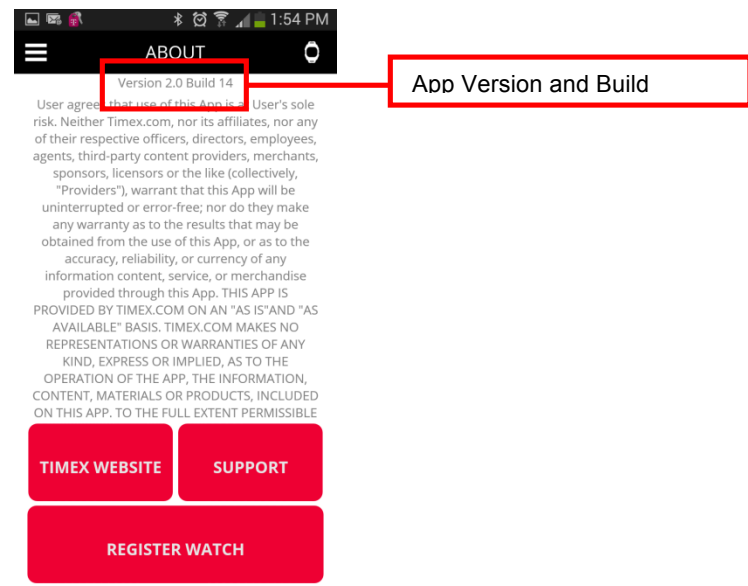 1:54 PM
ABOUT
Version 2.0 Build 14
App Version and Build
User agrees that use of this App is at User's sole
risk. Neither Timex.com, nor its affiliates, nor any
of their respective officers, directors, employees,
agents, third-party content providers, merchants,
sponsors, licensors or the like (collectively,
"Providers"), warrant that this App will be
uninterrupted or error-free; nor do they make
any warranty as to the results that may be
obtained from the use of this App, or as to the
accuracy, reliability, or currency of any
information content, service, or merchandise
provided through this App. THIS APP IS
PROVIDED BY TIMEX.COM ON AN "AS IS"AND "AS
AVAILABLE" BASIS. TIMEX.COM MAKES NO
REPRESENTATIONS OR WARRANTIES OF ANY
KIND, EXPRESS OR IMPLIED, AS TO THE
OPERATION OF THE APP, THE INFORMATION,
CONTENT, MATERIALS OR PRODUCTS, INCLUDED
ON THIS APP. TO THE FULL EXTENT PERMISSIBLE
TIMEX WEBSITE
SUPPORT
REGISTER WATCH